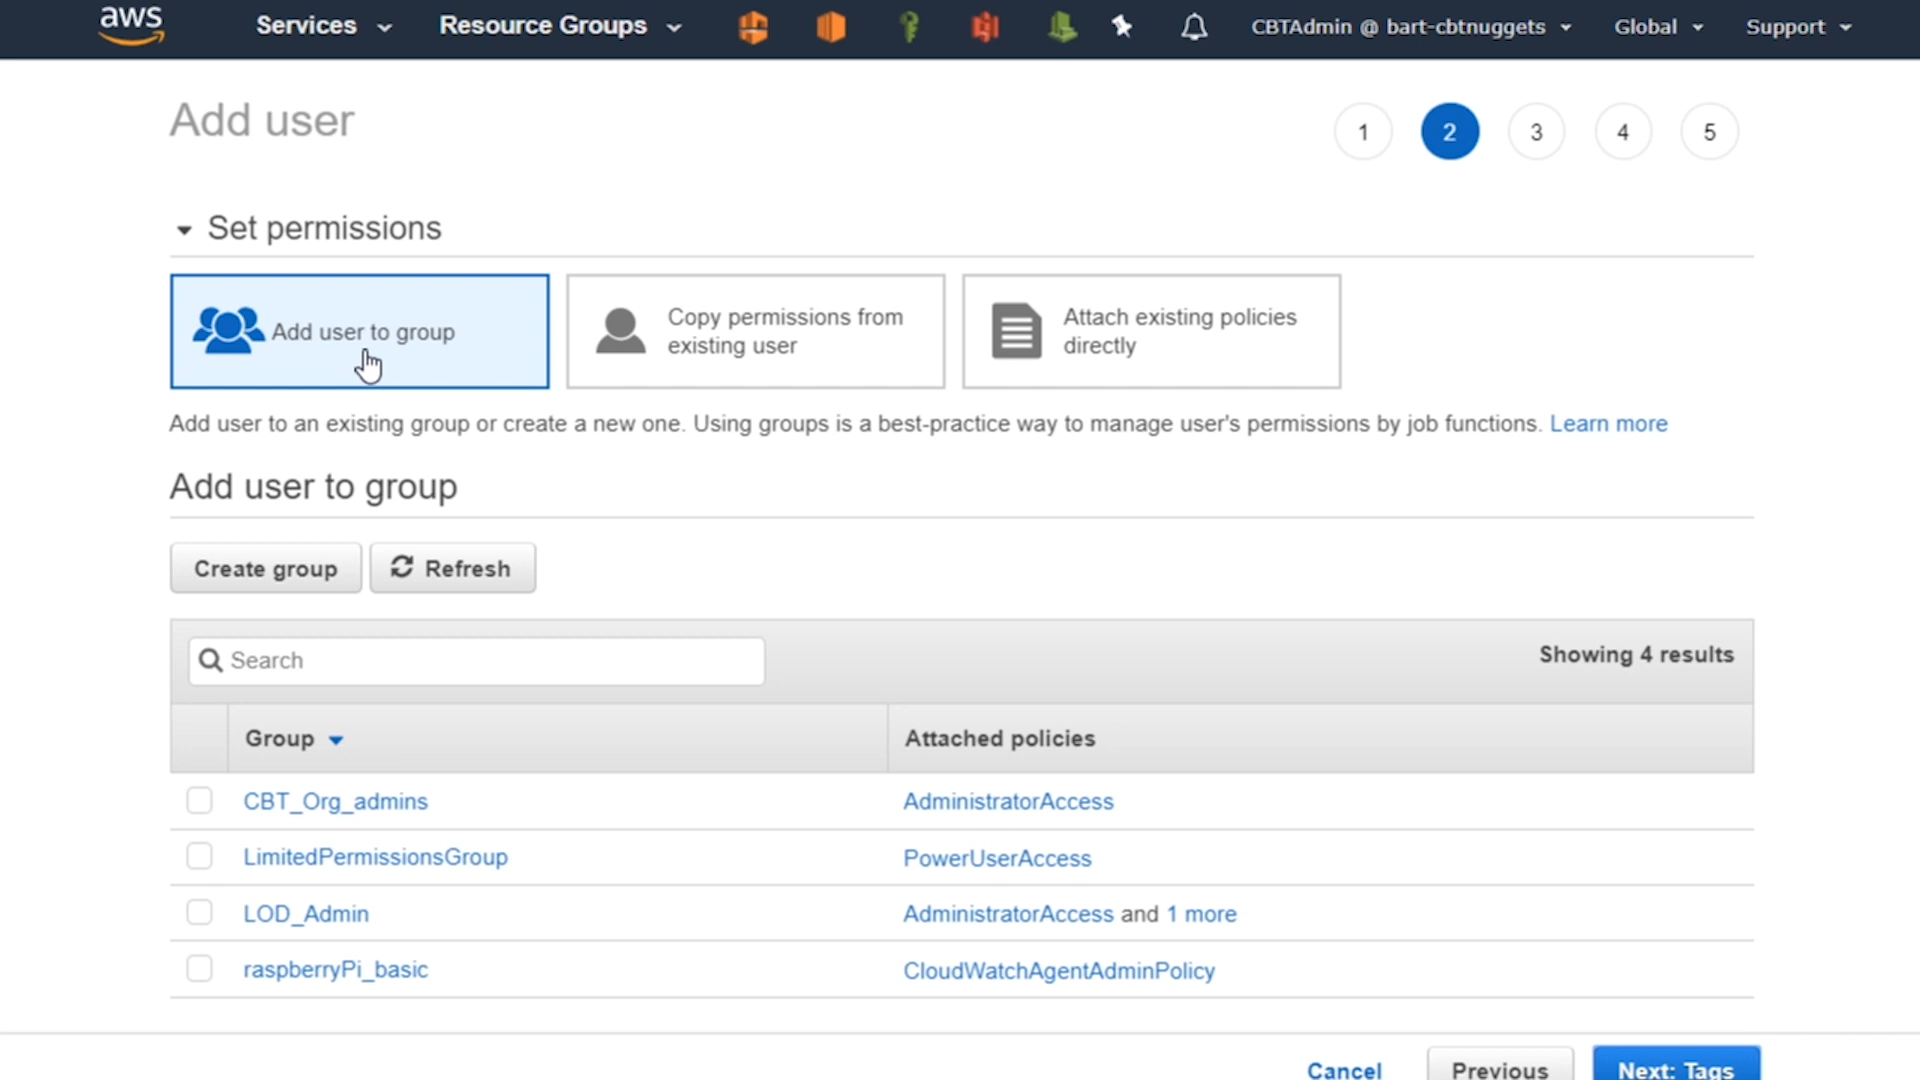 aws Services Resource Groups CBTAdmin @ bart-cbtnuggets Global Support
Add user
1 2 3 4 5
Set permissions
Add user to group
Copy permissions from
existing user
Attach existing policies
directly
Add user to an existing group or create a new one. Using groups is a best-practice way to manage user's permissions by job functions. Learn more
Add user to group
Create group Refresh
Search Showing 4 results
Group Attached policies
CBT_Org_admins AdministratorAccess
LimitedPermissionsGroup PowerUserAccess
LOD_Admin AdministratorAccess and 1 more
raspberryPi_basic CloudWatchAgentAdminPolicy
Cancel Previous Next: Tags